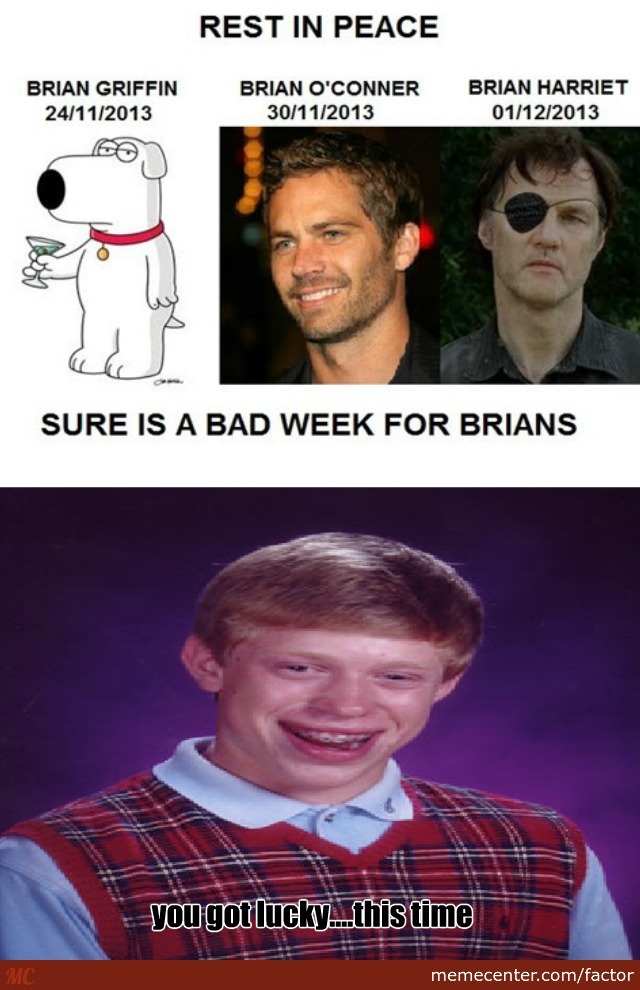 REST IN PEACE
BRIAN GRIFFIN
24/11/2013
BRIAN O'CONNER
30/11/2013
BRIAN HARRIET
01/12/2013
SURE IS A BAD WEEK FOR BRIANS
you got lucky....this time
MC
memecenter.com/factor